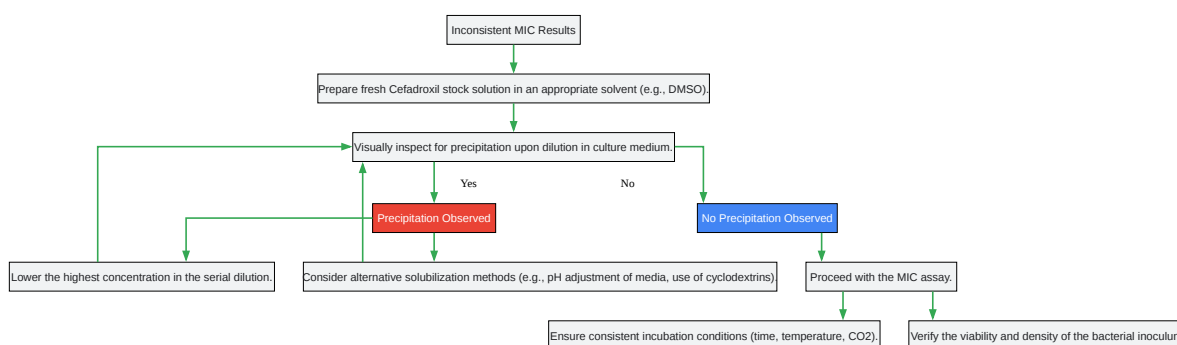 Inconsistent MIC Results
Prepare fresh Cefadroxil stock solution in an appropriate solvent (e.g., DMSO).
Visually inspect for precipitation upon dilution in culture medium.
Yes
No
Precipitation Observed
No Precipitation Observed
Lower the highest concentration in the serial dilution.
Consider alternative solubilization methods (e.g., pH adjustment of media, use of cyclodextrins).
Proceed with the MIC assay.
Ensure consistent incubation conditions (time, temperature, CO2).
Verify the viability and density of the bacterial inoculum